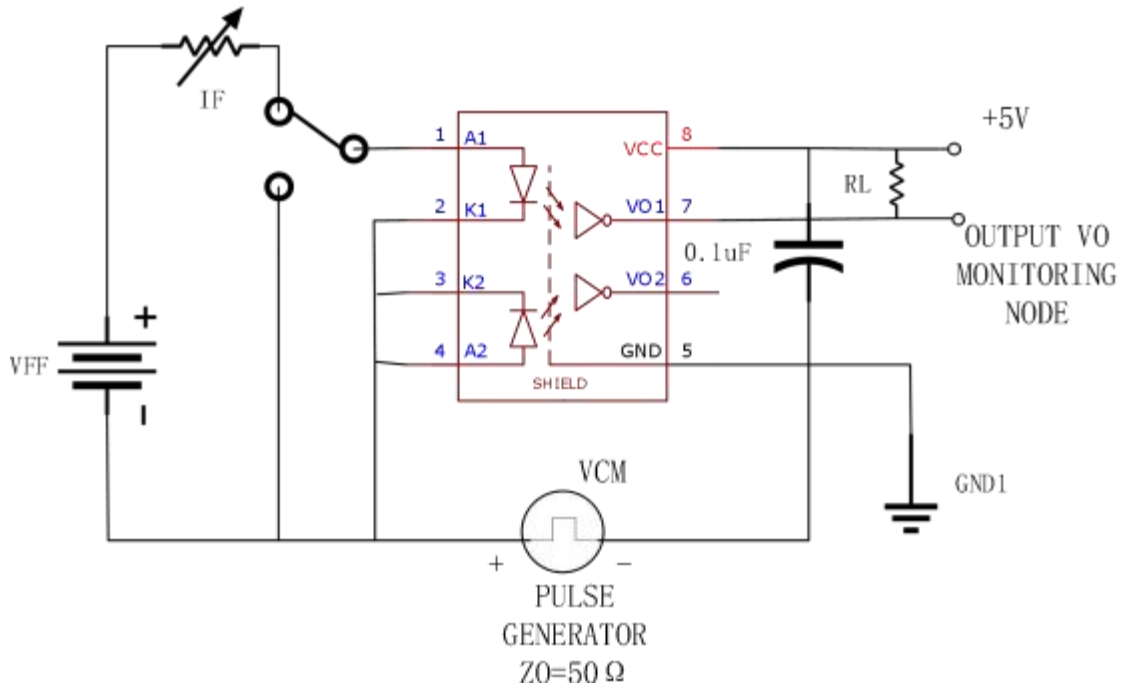 IF
+5V
1 A1
VCC 8
RL
2 K1
VO1 7
0.1uF
OUTPUT VO
MONITORING
NODE
3 K2
VO2 6
+
VFF
4 A2
GND 5
SHIELD
-
VCM
GND1
+ -
PULSE
GENERATOR
ZO=50Ω